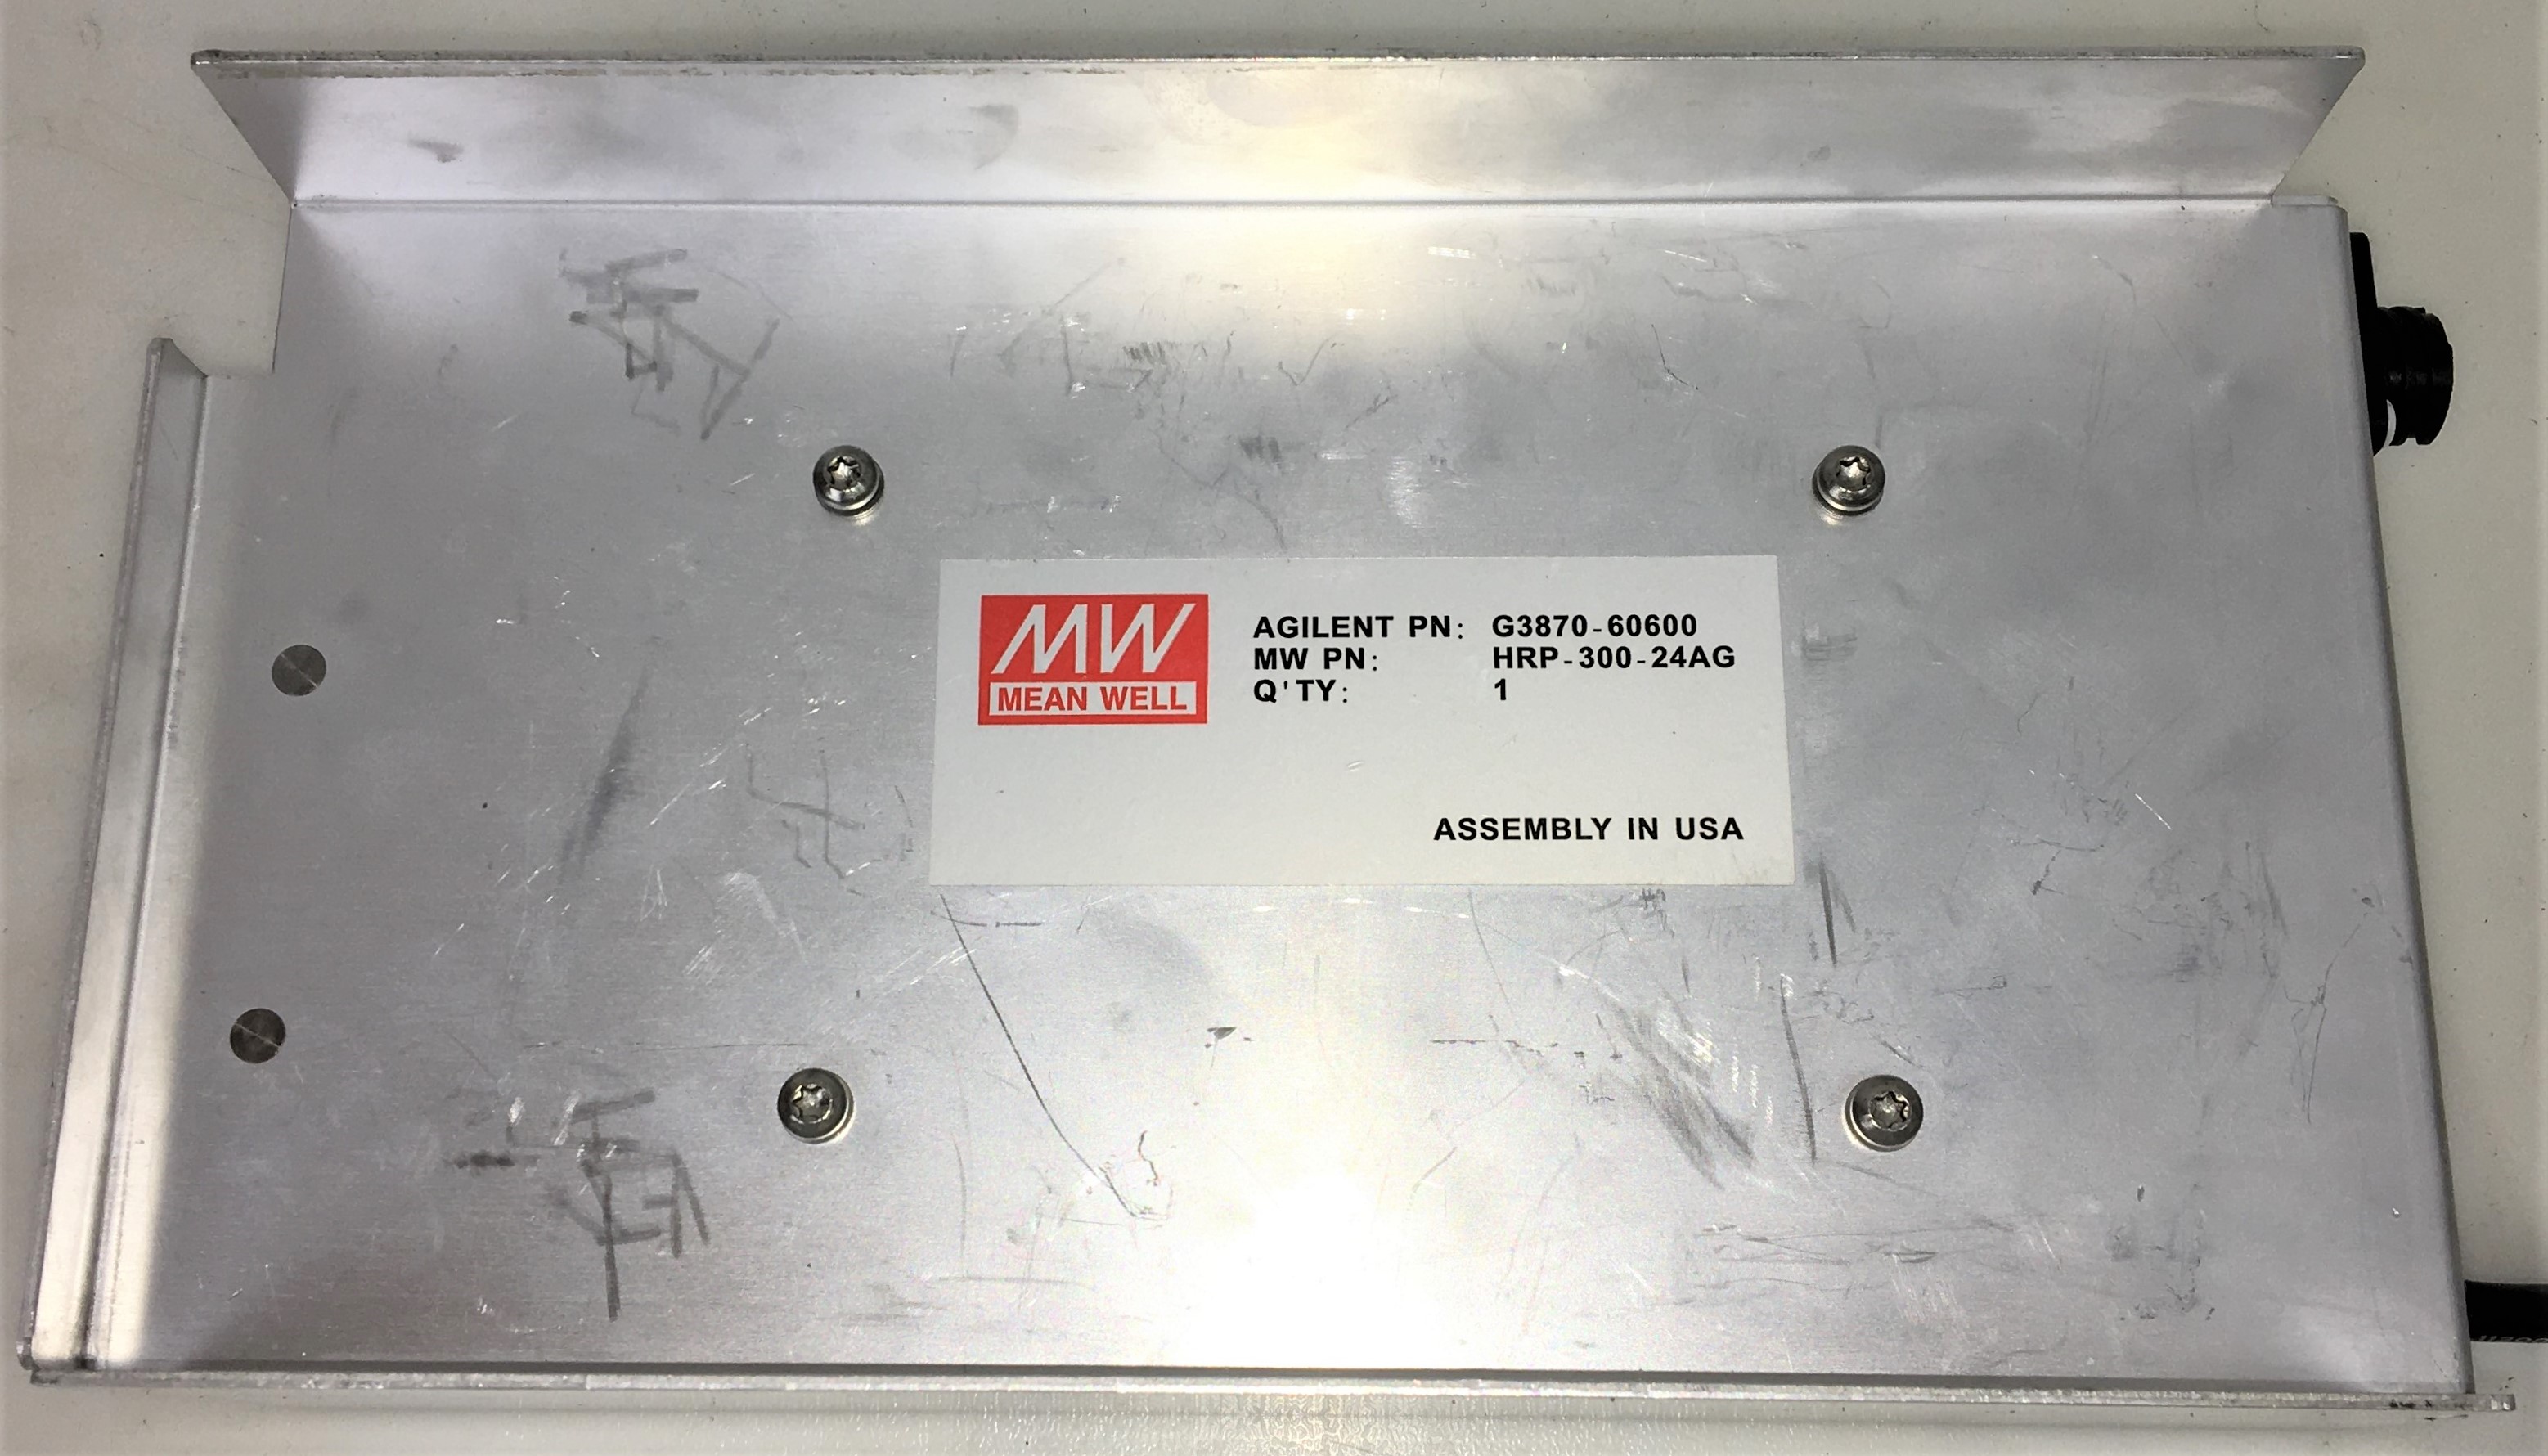 MW
MEAN WELL
AGILENT PN: G3870-60600
MW PN: HRP-300-24AG
Q'TY: 1
ASSEMBLY IN USA